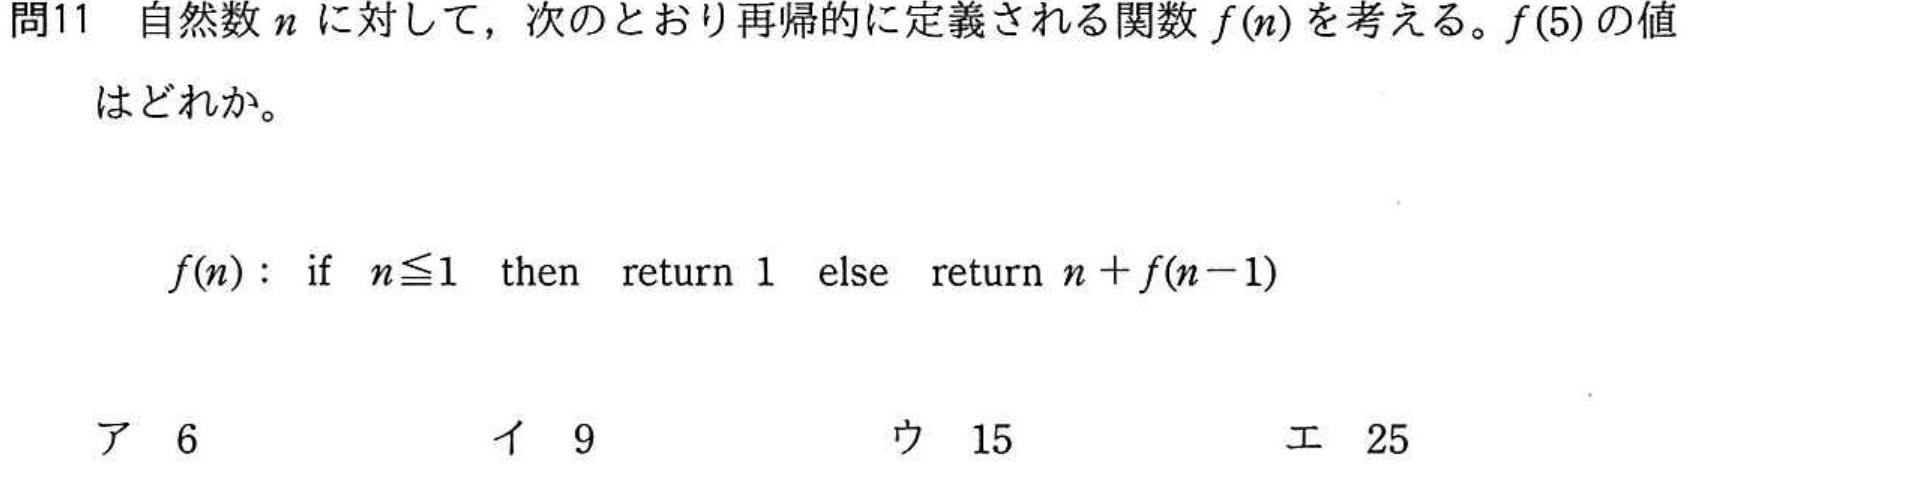 問11 自然数 n に対して，次のとおり再帰的に定義される関数 f(n) を考える。f(5) の値
はどれか。
f(n)： if n≦1 then return 1 else return n＋f(n－1)
ア 6 イ 9 ウ 15 エ 25